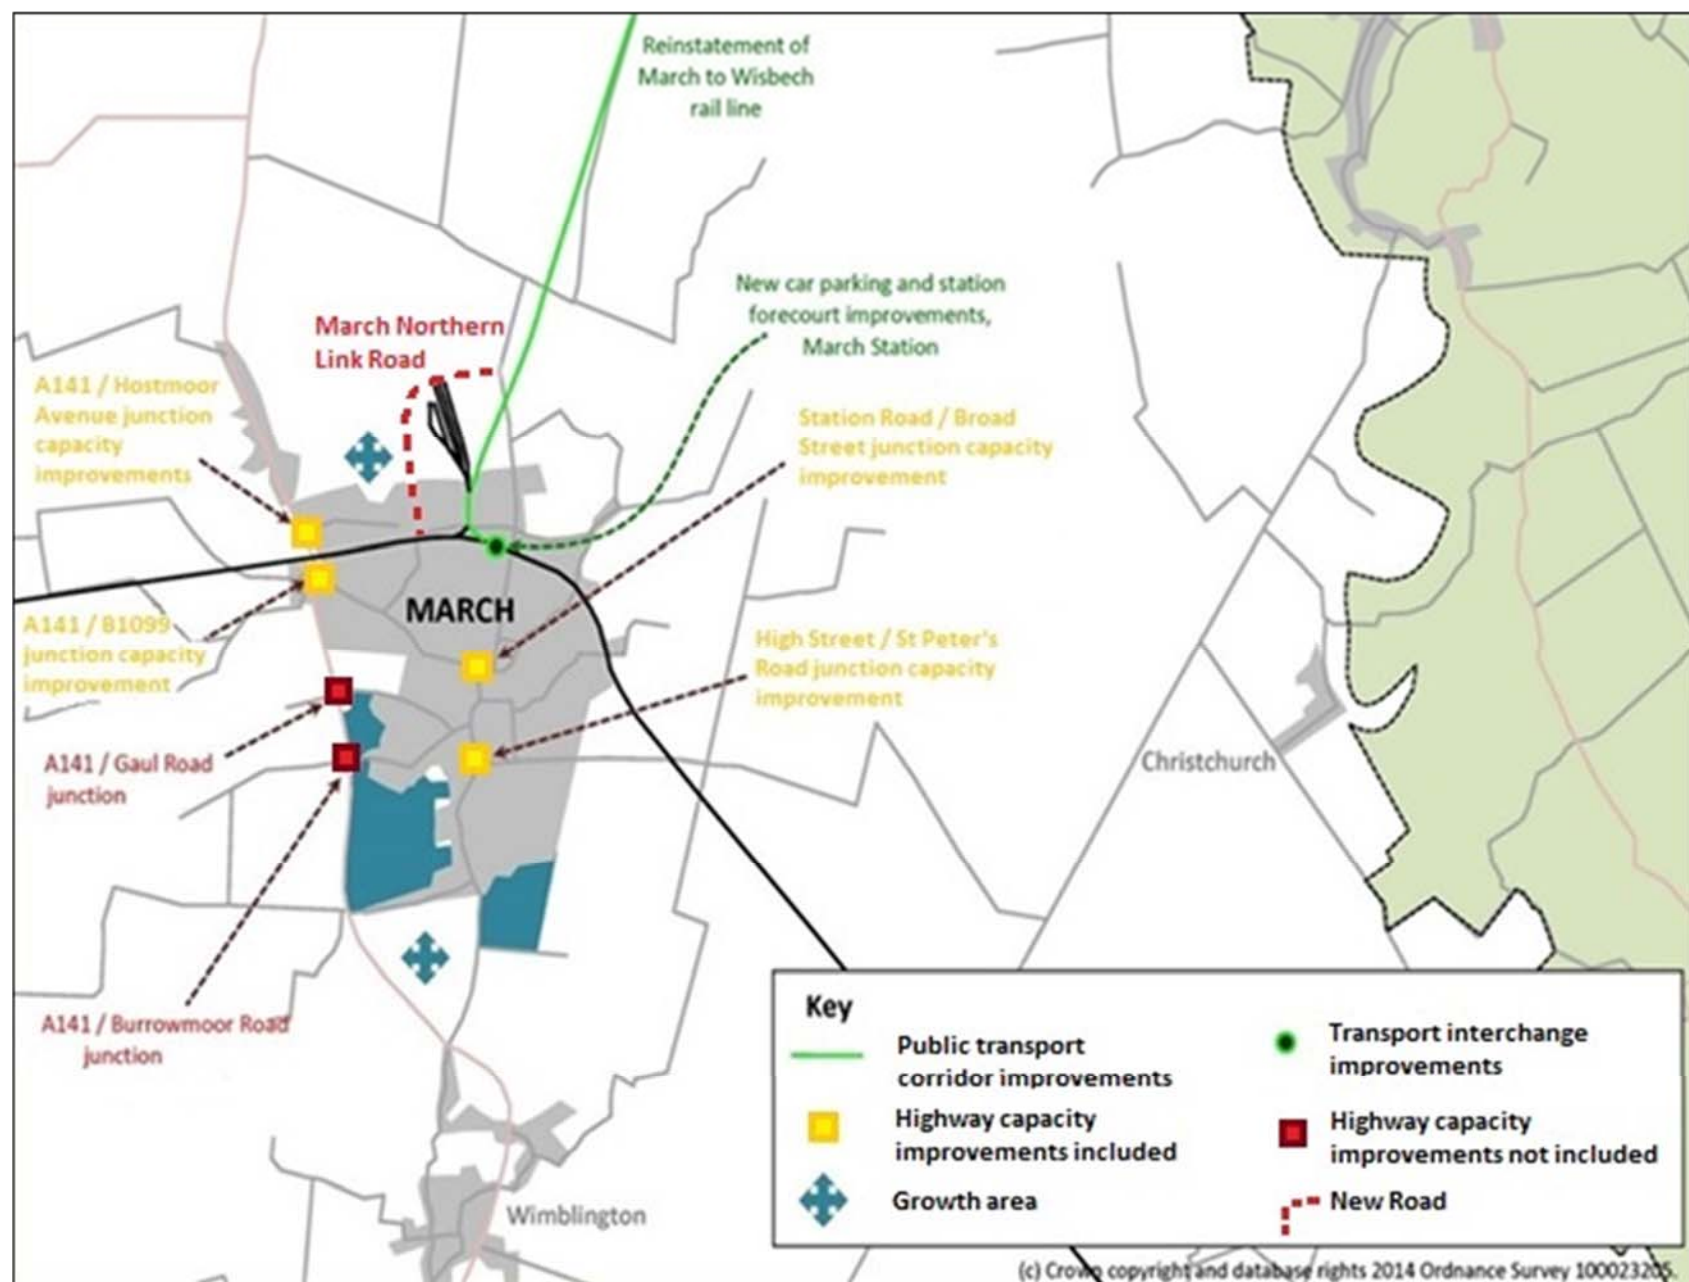 Reinstatement of
March to Wisbech
rail line
New car parking and station
forecourt improvements,
March Station
March Northern
Link Road
A141 / Hostmoor
Avenue junction
capacity
improvements
Station Road / Broad
Street junction capacity
improvement
MARCH
A141 / B1099
junction capacity
improvement
High Street / St Peter's
Road junction capacity
improvement
A141 / Gaul Road
junction
Christchurch
A141 / Burrowmoor Road
junction
Wimblington
Key
Public transport
corridor improvements
Transport interchange
improvements
Highway capacity
improvements included
Highway capacity
improvements not included
Growth area
New Road
(c) Crown copyright and database rights 2014 Ordnance Survey 100023205.